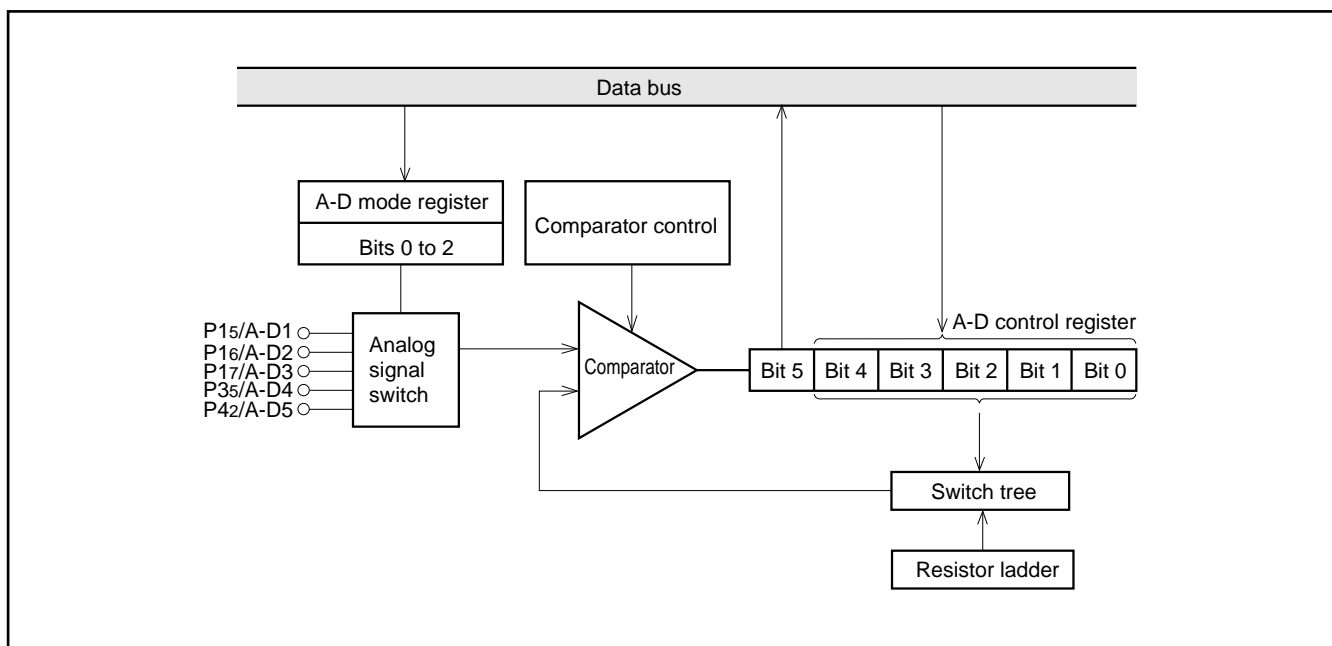 Data bus
A-D mode register
Bits 0 to 2
Comparator control
P15/A-D1
P16/A-D2
P17/A-D3
P35/A-D4
P42/A-D5
Analog
signal
switch
Comparator
A-D control register
Bit 5 Bit 4 Bit 3 Bit 2 Bit 1 Bit 0
Switch tree
Resistor ladder